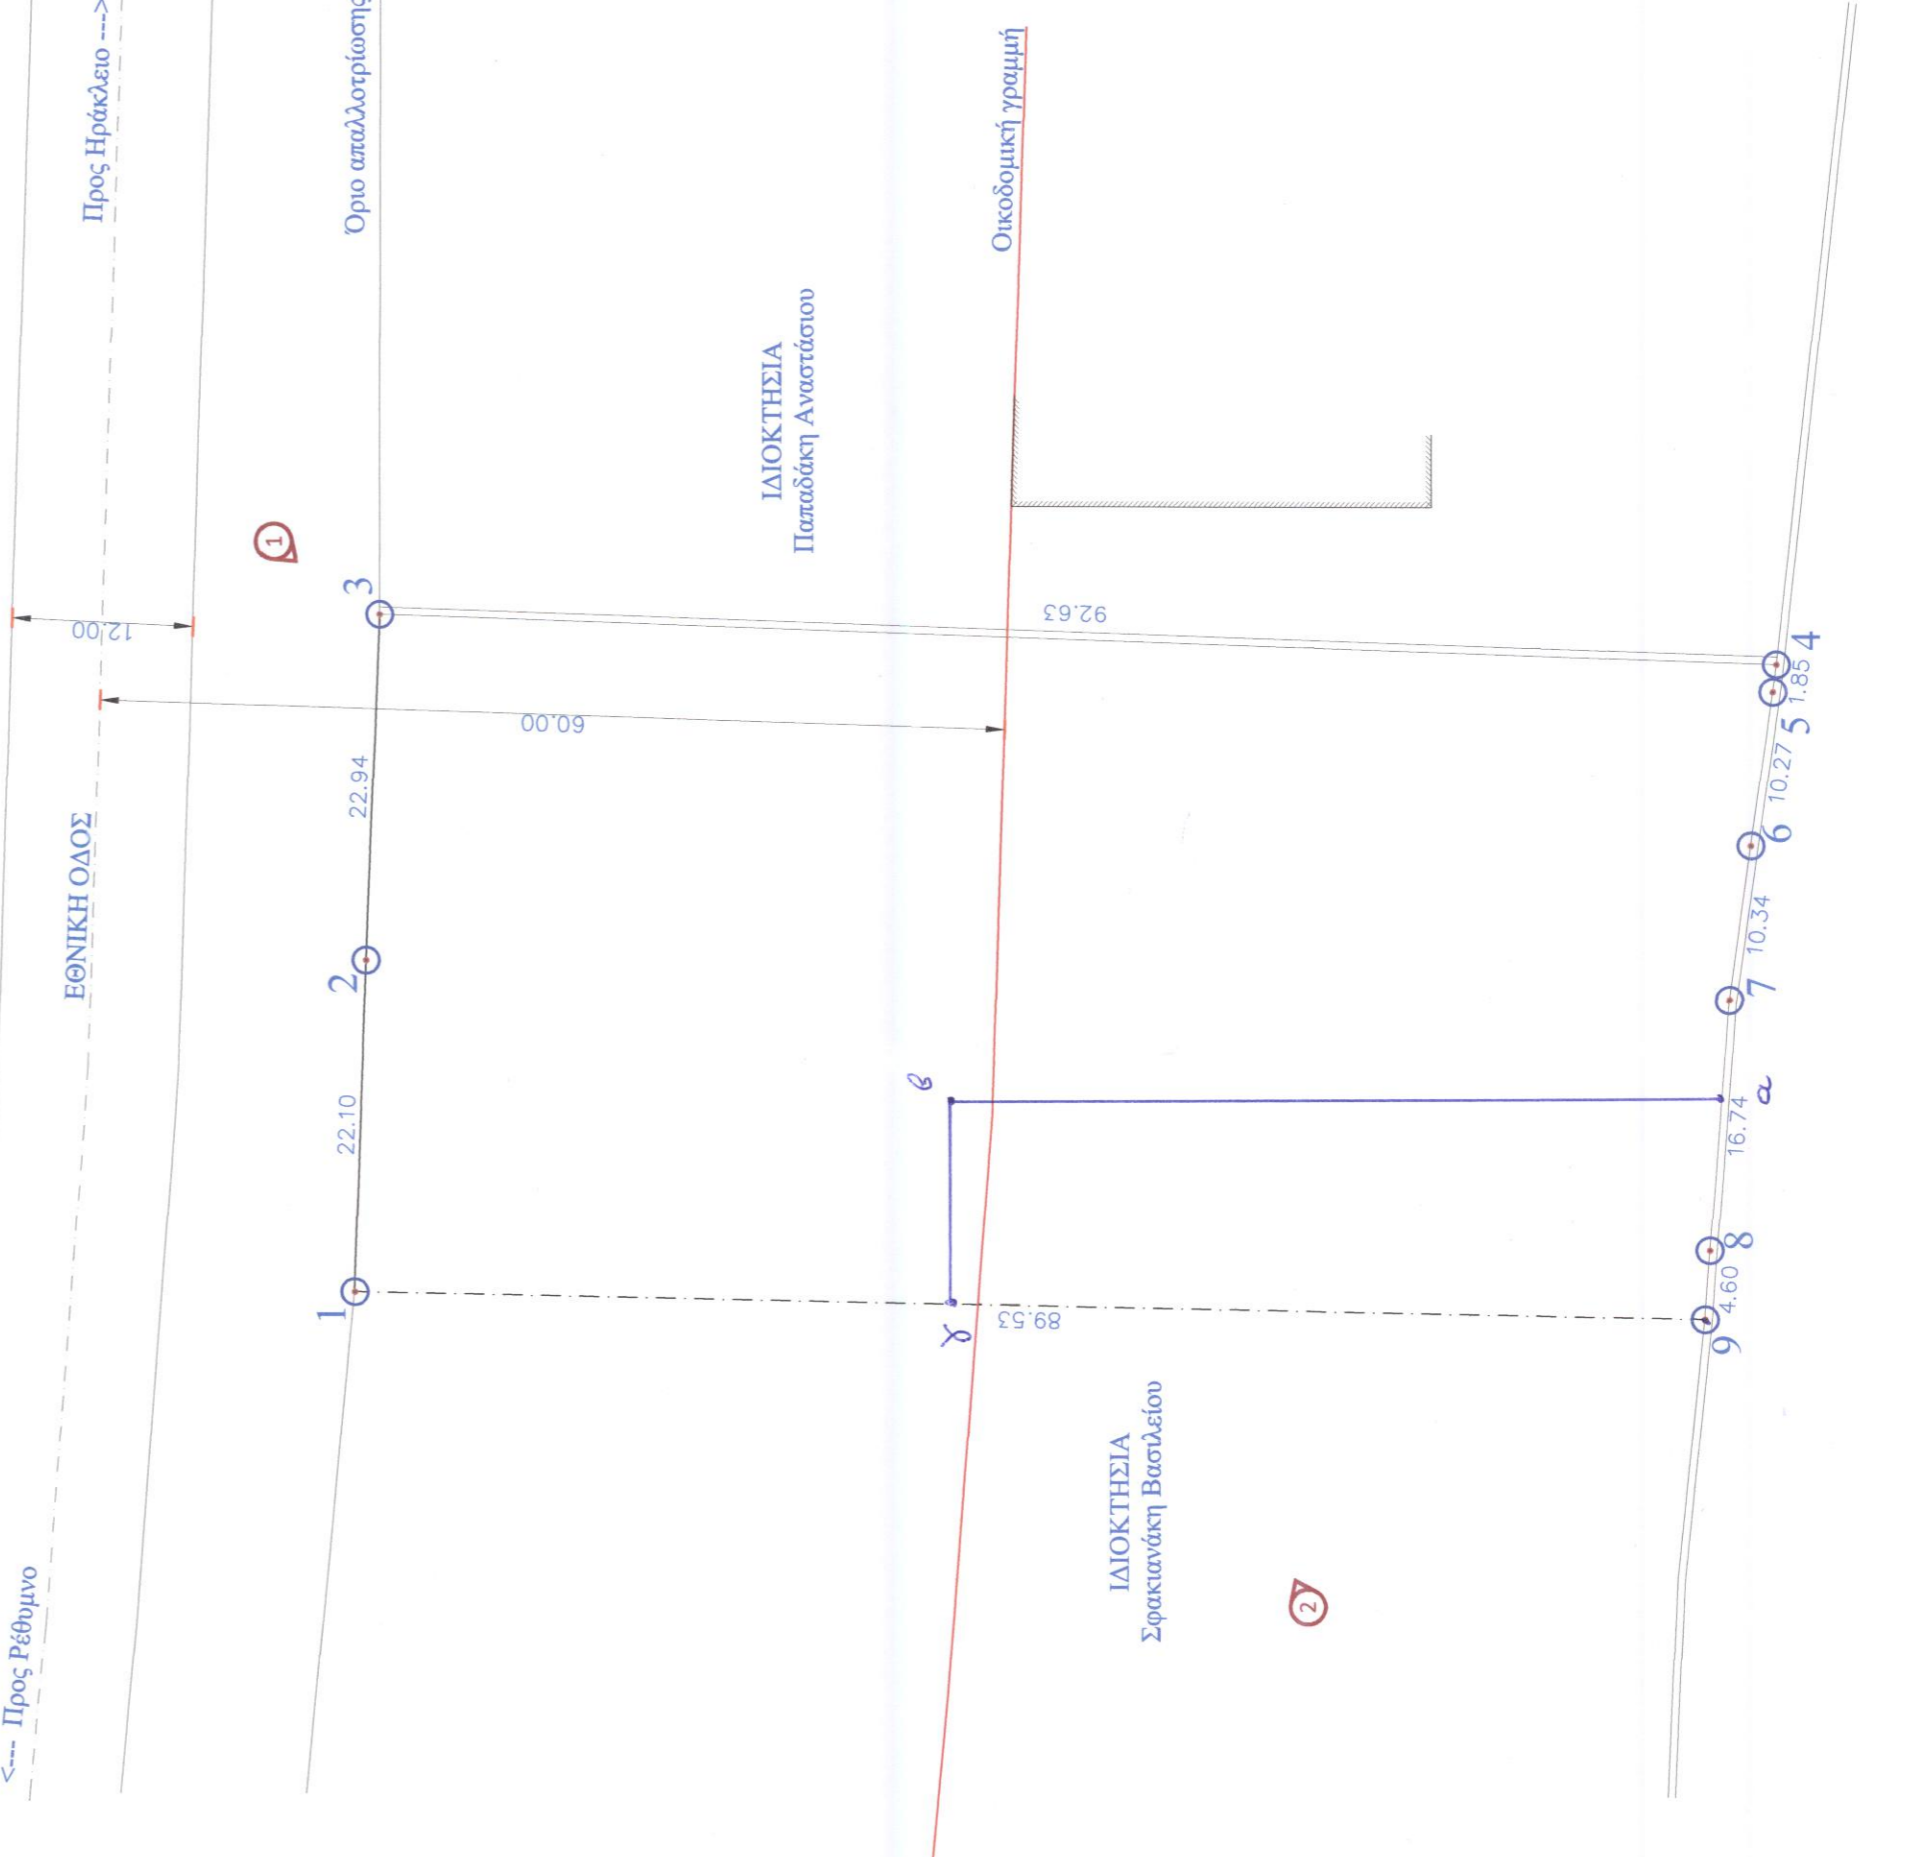 <--- Προς Ρέθυμνο
ΕΘΝΙΚΗ ΟΔΟΣ
Προς Ηράκλειο --->
12.00
Όριο απαλλοτρίωσης
1
1
22.10
2
22.94
3
60.00
ΙΔΙΟΚΤΗΣΙΑ
Παπαδάκη Αναστάσιου
Οικοδομική γραμμή
92.63
β
γ
89.53
ΙΔΙΟΚΤΗΣΙΑ
Σφακιανάκη Βασιλείου
2
9
4.60
8
16.74
α
7
10.34
6
10.27
5
1.85
4